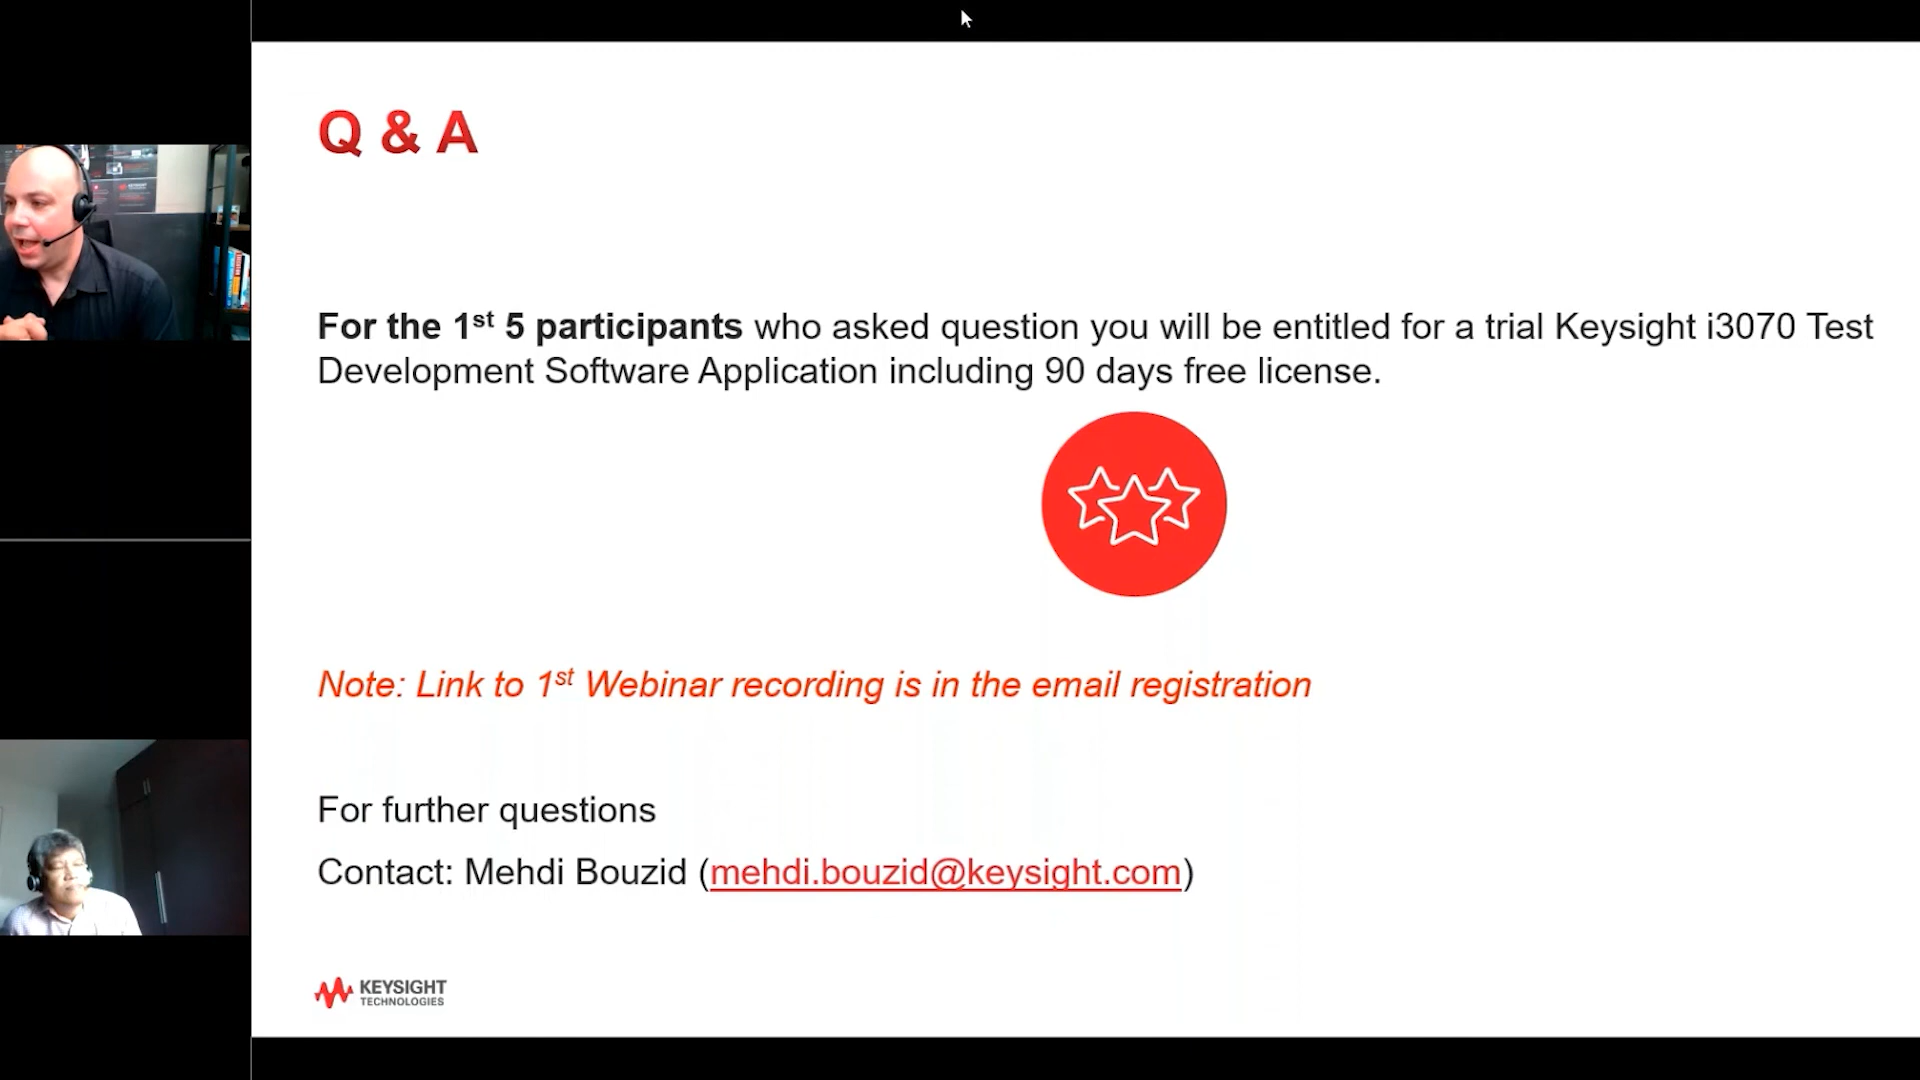 Q & A
For the 1st 5 participants who asked question you will be entitled for a trial Keysight i3070 Test
Development Software Application including 90 days free license.
Note: Link to 1st Webinar recording is in the email registration
For further questions
Contact: Mehdi Bouzid (mehdi.bouzid@keysight.com)
KEYSIGHT
TECHNOLOGIES